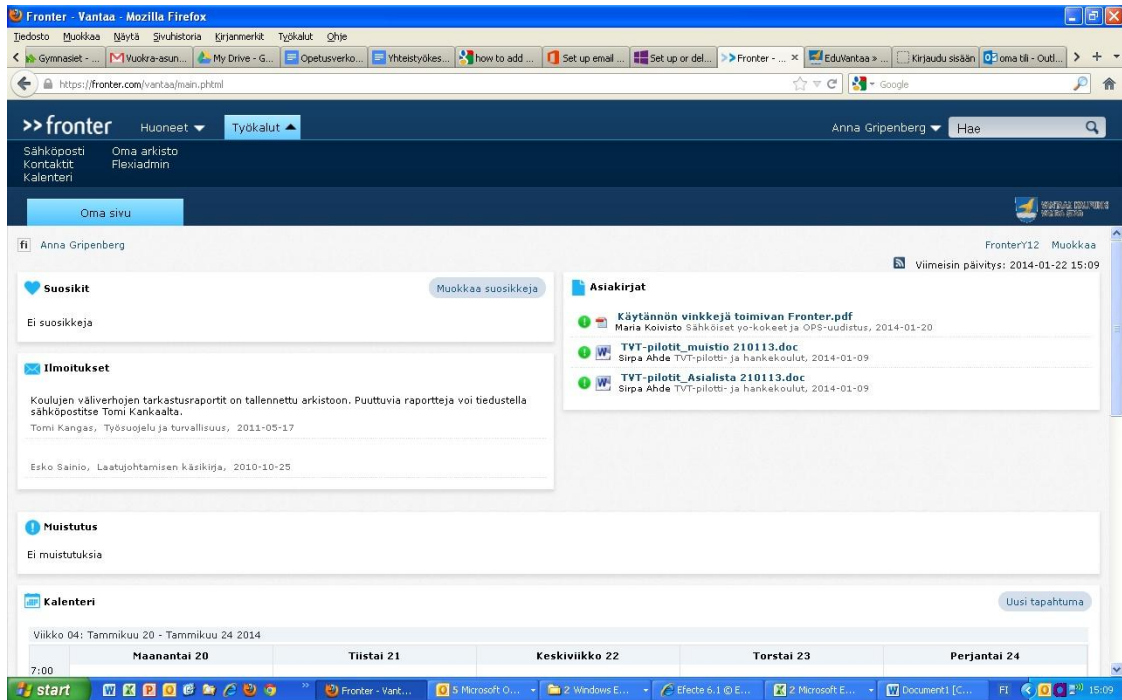 Fronter - Vantaa - Mozilla Firefox
Tiedosto Muokkaa Näytä Sivuhistoria Kirjanmerkit Työkalut Ohje
Gymnasiet - ... Vuokra-asun... My Drive - G... Opetusverko... Yhteistyökes... how to add ... Set up email ... Set up or del... >> Fronter - ... EduVantaa » ... Kirjaudu sisään oma tili - Outl...
https://fronter.com/vantaa/main.phtml Google
>> fronter Huoneet Työkalut Anna Gripenberg Hae
Sähköposti Oma arkisto
Kontaktit Flexiadmin
Kalenteri
Oma sivu
fi Anna Gripenberg FronterY12 Muokkaa
Viimeisin päivitys: 2014-01-22 15:09
Suosikit Muokkaa suosikkeja
Ei suosikkeja
Asiakirjat
Käytännön vinkkejä toimivan Fronter.pdf
Maria Koivisto Sähköiset yo-kokeet ja OPS-uudistus, 2014-01-20
TVT-pilotit_muistio 210113.doc
Sirpa Ahde TVT-pilotti- ja hankekoulut, 2014-01-09
TVT-pilotit_Asialista 210113.doc
Sirpa Ahde TVT-pilotti- ja hankekoulut, 2014-01-09
Ilmoitukset
Koulujen väliverhojen tarkastusraportit on tallennettu arkistoon. Puuttuvia raportteja voi tiedustella
sähköpostitse Tomi Kankaalta.
Tomi Kangas, Työsuojelu ja turvallisuus, 2011-05-17
Esko Sainio, Laatujohtamisen käsikirja, 2010-10-25
Muistutus
Ei muistutuksia
Kalenteri Uusi tapahtuma
Viikko 04: Tammikuu 20 - Tammikuu 24 2014
Maanantai 20 Tiistai 21 Keskiviikko 22 Torstai 23 Perjantai 24
7:00
start Fronter - Vant... 5 Microsoft O... 2 Windows E... Efecte 6.1 © E... 2 Microsoft E... Document1 [C... FI 15:09